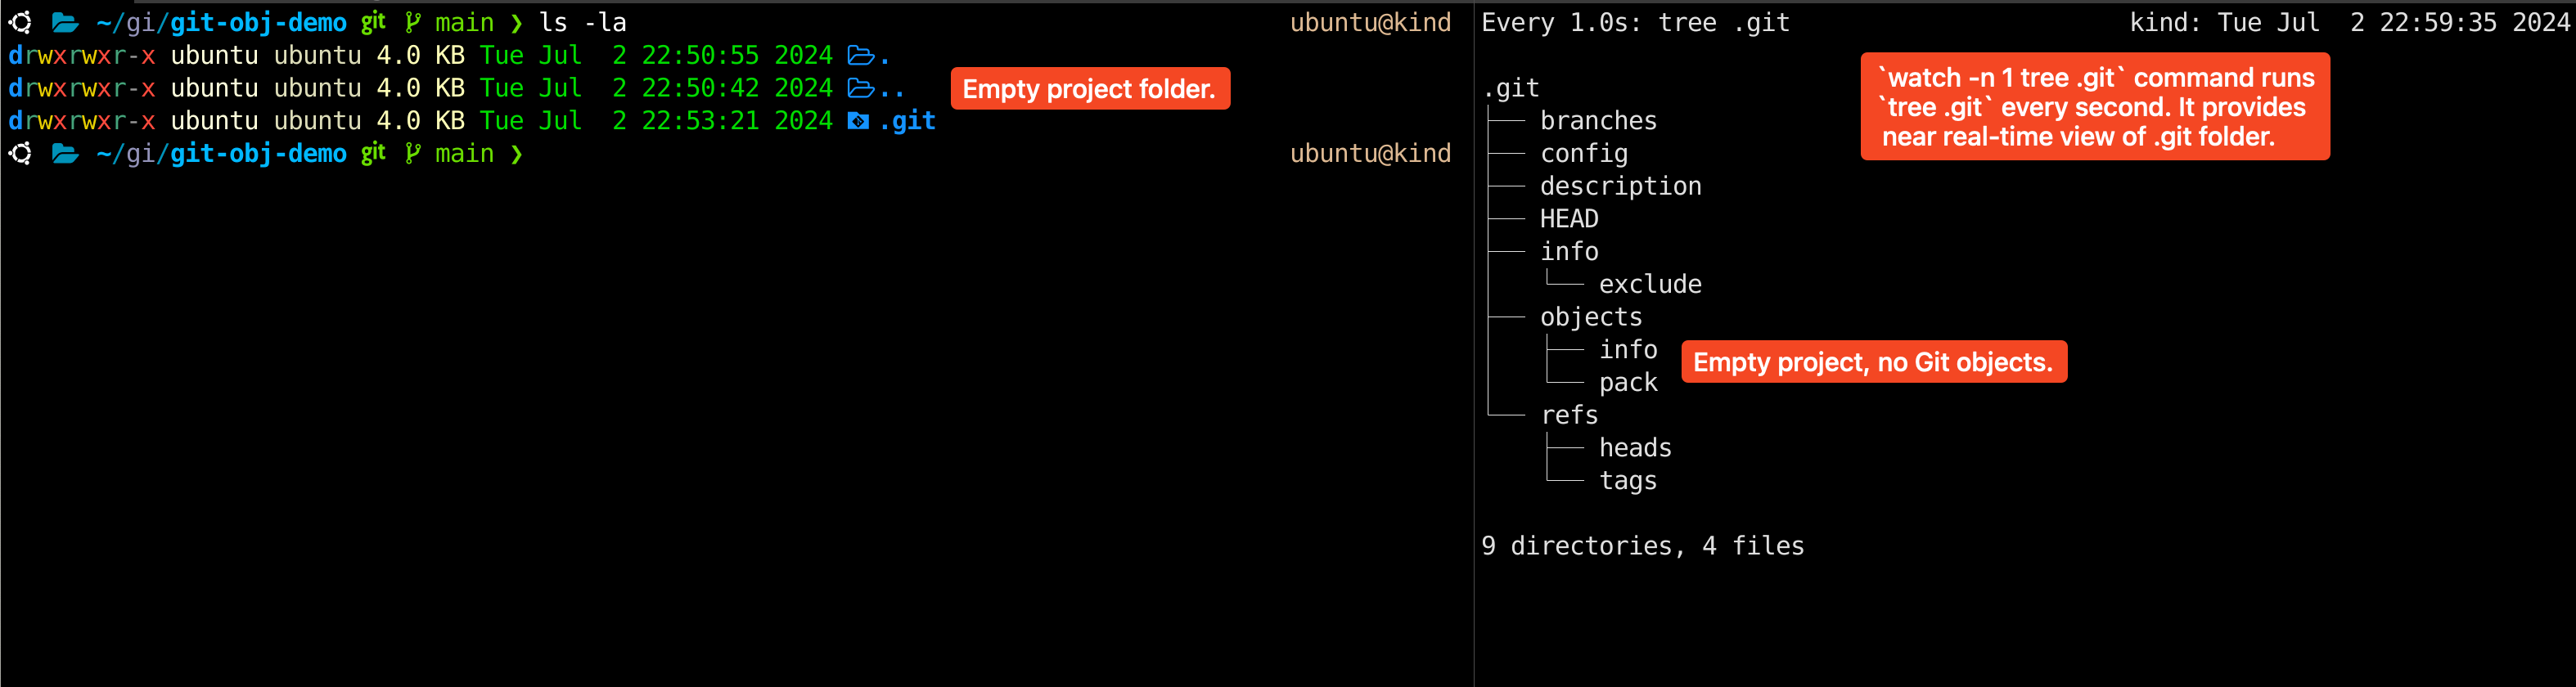 ~/gi/git-obj-demo git main ❯ ls -la ubuntu@kind
drwxrwxr-x ubuntu ubuntu 4.0 KB Tue Jul  2 22:50:55 2024 .
drwxrwxr-x ubuntu ubuntu 4.0 KB Tue Jul  2 22:50:42 2024 ..
drwxrwxr-x ubuntu ubuntu 4.0 KB Tue Jul  2 22:53:21 2024 .git
~/gi/git-obj-demo git main ❯ ubuntu@kind
Empty project folder.
Every 1.0s: tree .git kind: Tue Jul  2 22:59:35 2024
`watch -n 1 tree .git` command runs
`tree .git` every second. It provides
near real-time view of .git folder.
.git
├── branches
├── config
├── description
├── HEAD
├── info
│   └── exclude
├── objects
│   ├── info
│   └── pack
└── refs
    ├── heads
    └── tags
Empty project, no Git objects.
9 directories, 4 files